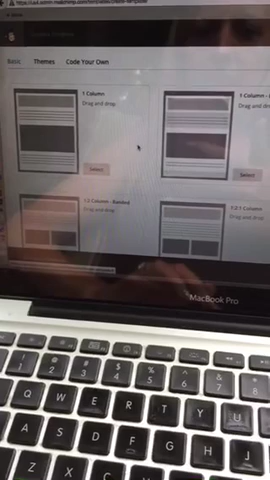 Basic Themes Code Your Own
1 Column
Drag and drop
Select
1 Column -
Drag and drop
Select
1:2 Column - Banded
Drag and drop
1:2:1 Column
Drag and drop
MacBook Pro
! 1 @ 2 # 3 $ 4 % 5 ^ 6 & 7 * 8
Q W E R T Y U
A S D F G H J
Z X C V B N